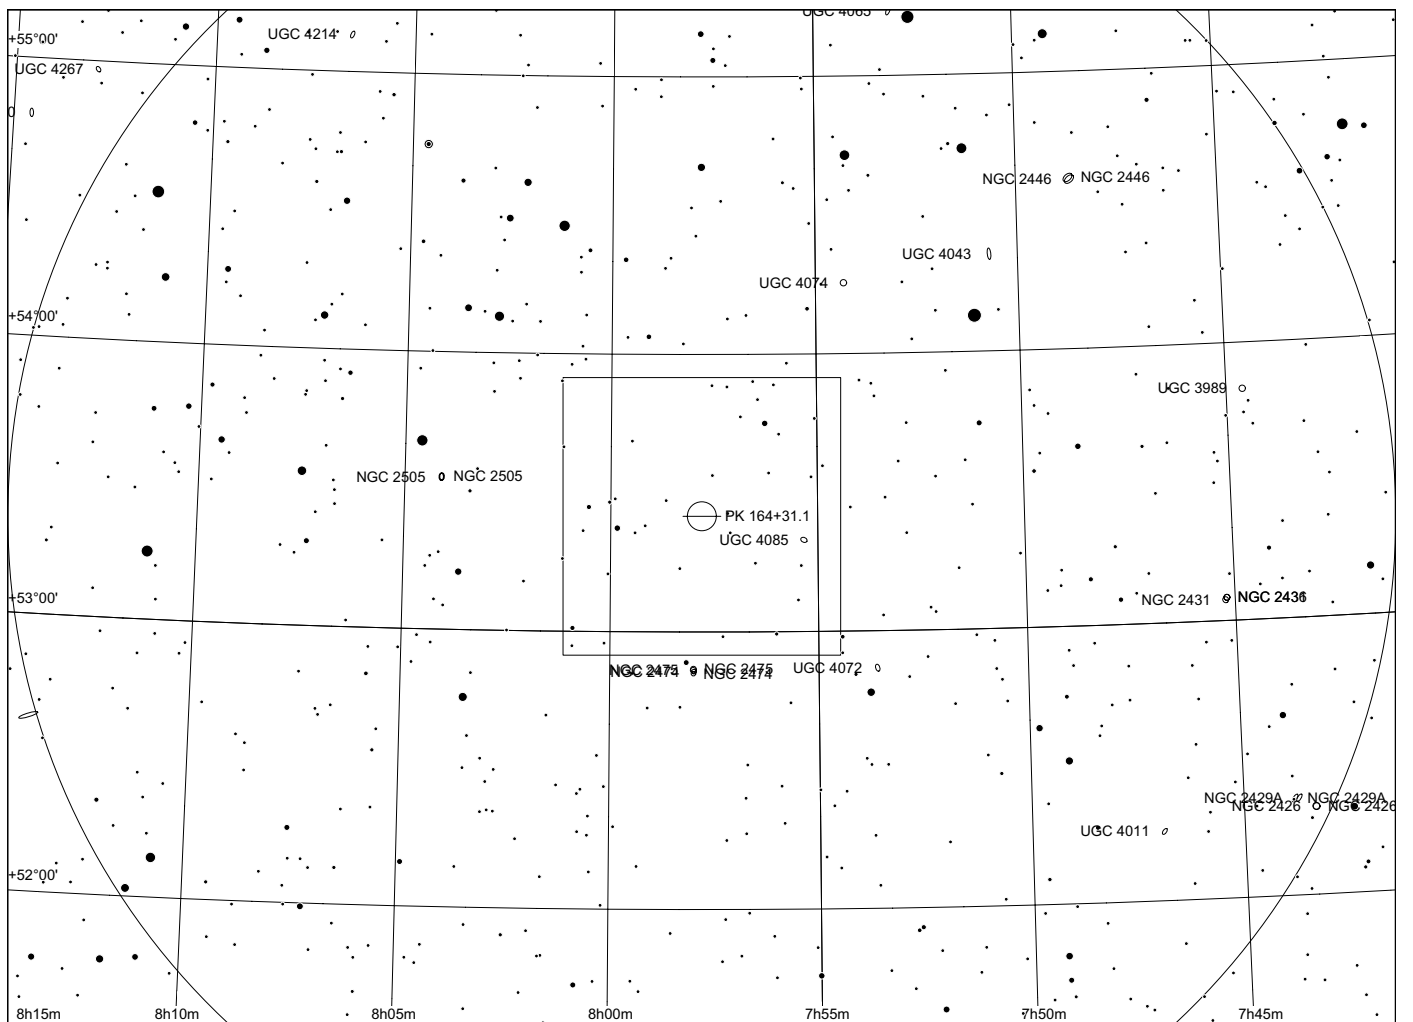 UGC 4065
UGC 4214
+55°00'
UGC 4267
0
NGC 2446 NGC 2446
UGC 4043
UGC 4074
+54°00'
UGC 3989
NGC 2505 NGC 2505
PK 164+31.1
UGC 4085
+53°00'
NGC 2431 NGC 2436
NGC 2475 NGC 2475 UGC 4072
NGC 2474 NGC 2474
NGC 2429A NGC 2429A
NGC 2426 NGC 2426
UGC 4011
+52°00'
8h15m 8h10m 8h05m 8h00m 7h55m 7h50m 7h45m